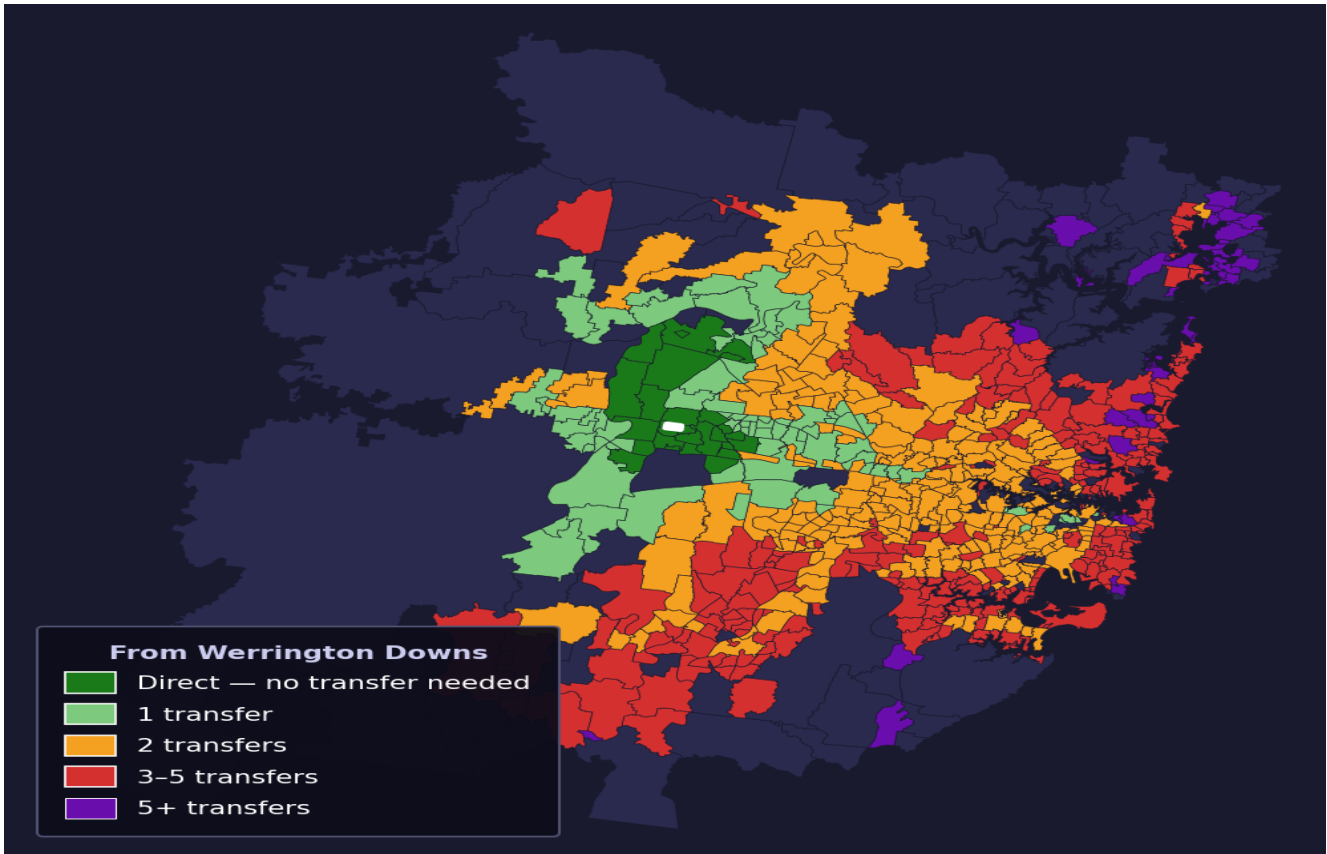 From Werrington Downs
Direct — no transfer needed
1 transfer
2 transfers
3–5 transfers
5+ transfers